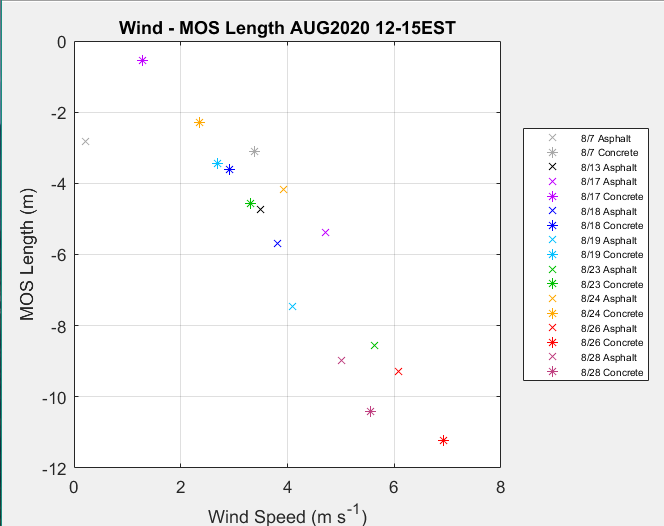 Wind - MOS Length AUG2020 12-15EST
0
-2
-4
-6
-8
-10
-12
MOS Length (m)
0 2 4 6 8
Wind Speed (m s-1)
8/7 Asphalt
8/7 Concrete
8/13 Asphalt
8/17 Asphalt
8/17 Concrete
8/18 Asphalt
8/18 Concrete
8/19 Asphalt
8/19 Concrete
8/23 Asphalt
8/23 Concrete
8/24 Asphalt
8/24 Concrete
8/26 Asphalt
8/26 Concrete
8/28 Asphalt
8/28 Concrete